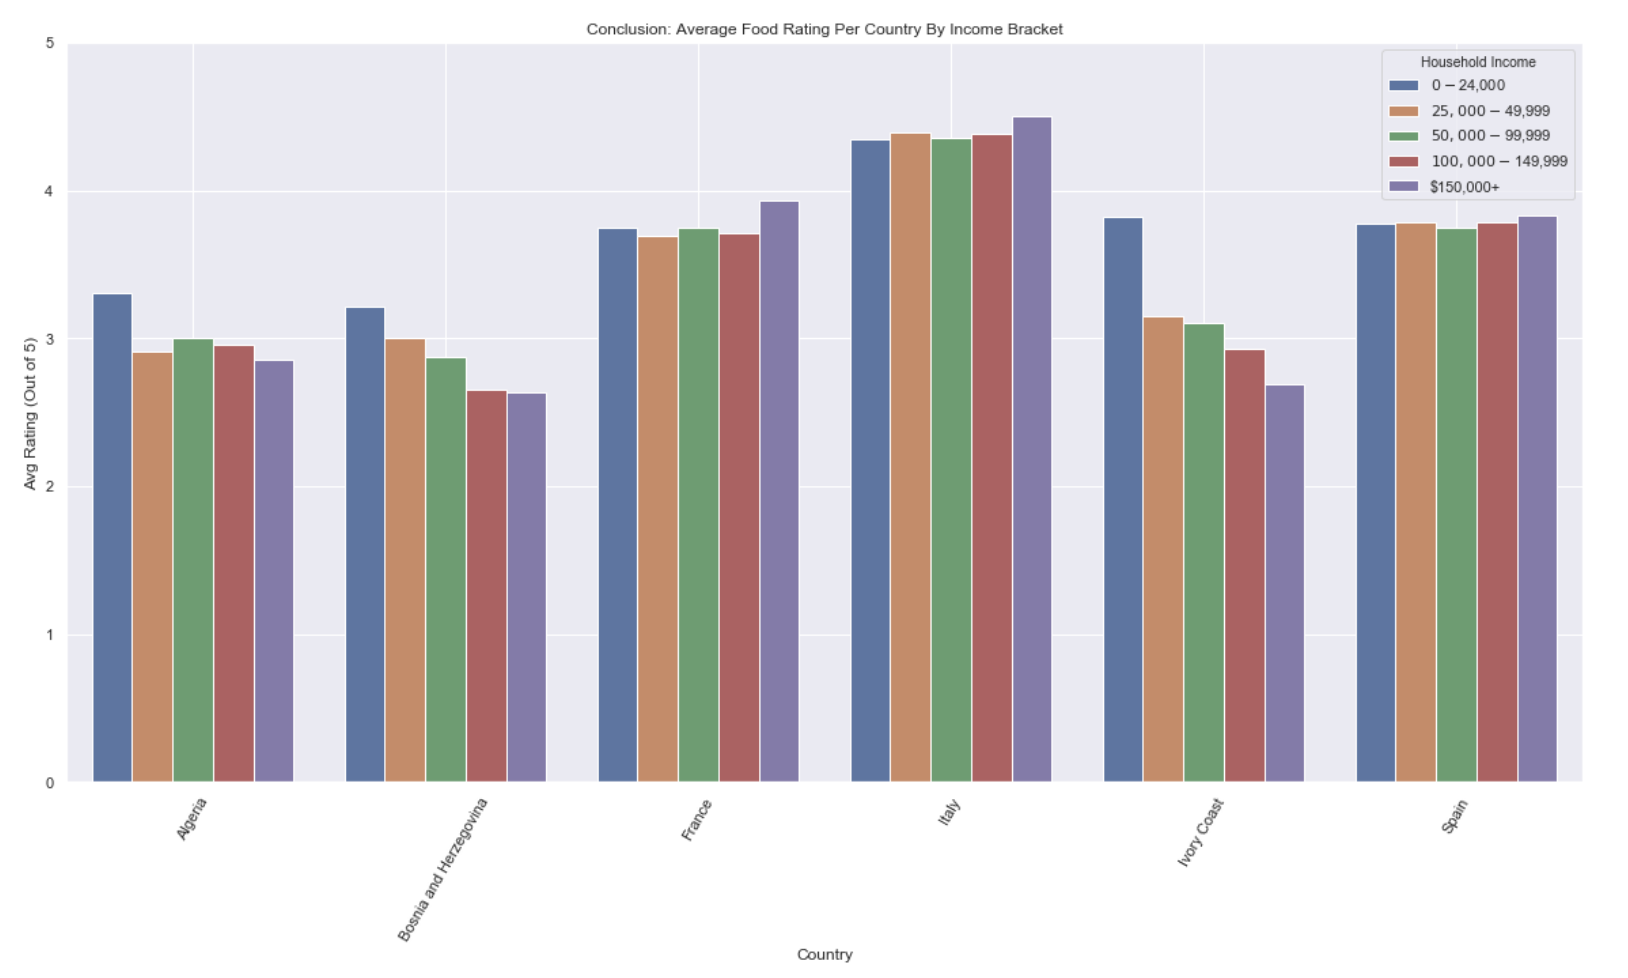 Conclusion: Average Food Rating Per Country By Income Bracket
Household Income
0 − 24,000
25, 000 − 49,999
50, 000 − 99,999
100, 000 − 149,999
$150,000+
Avg Rating (Out of 5)
5
4
3
2
1
0
Algeria
Bosnia and Herzegovina
France
Italy
Ivory Coast
Spain
Country